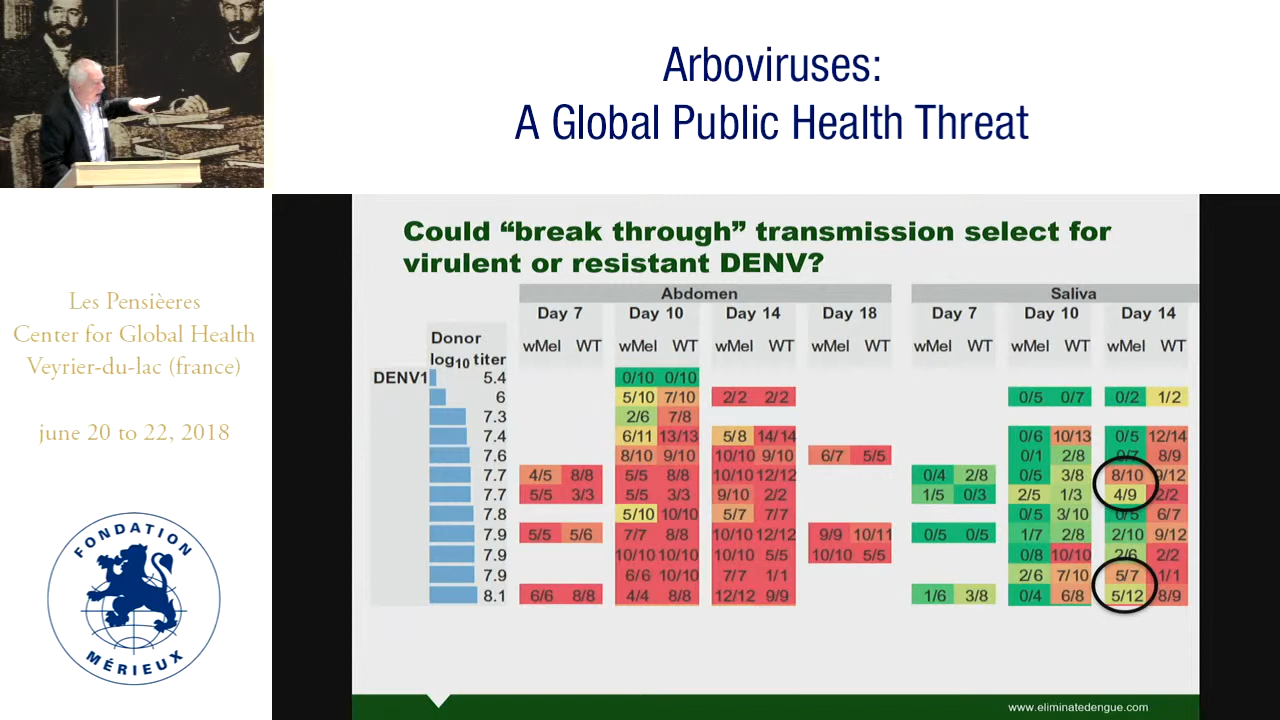 Arboviruses:
A Global Public Health Threat
Les Pensièeres
Center for Global Health
Veyrier-du-lac (france)
june 20 to 22, 2018
FONDATION
MÉRIEUX
Could “break through” transmission select for
virulent or resistant DENV?
Abdomen Saliva
Day 7 Day 10 Day 14 Day 18 Day 7 Day 10 Day 14
Donor
log10 titer
wMel WT wMel WT wMel WT wMel WT wMel WT wMel WT wMel WT
DENV1 5.4 0/10 0/10
6 5/10 7/10 2/2 2/2 0/5 0/7 0/2 1/2
7.3 2/6 7/8
7.4 6/11 13/13 5/8 14/14 0/6 10/13 0/5 12/14
7.6 8/10 9/10 10/10 9/10 6/7 5/5 0/1 2/8 0/7 8/9
7.7 4/5 8/8 5/5 8/8 10/10 12/12 0/4 2/8 0/5 3/8 8/10 9/12
7.7 5/5 3/3 5/5 3/3 9/10 2/2 1/5 0/3 2/5 1/3 4/9 2/2
7.8 5/10 10/10 5/7 7/7 0/5 3/10 0/5 6/7
7.9 5/5 5/6 7/7 8/8 10/10 12/12 9/9 10/11 0/5 0/5 1/7 2/8 2/10 9/12
7.9 10/10 10/10 10/10 5/5 10/10 5/5 0/8 10/10 2/6 2/2
7.9 6/6 10/10 7/7 1/1 2/6 7/10 5/7 1/1
8.1 6/6 8/8 4/4 8/8 12/12 9/9 1/6 3/8 0/4 6/8 5/12 8/9
www.eliminatedengue.com